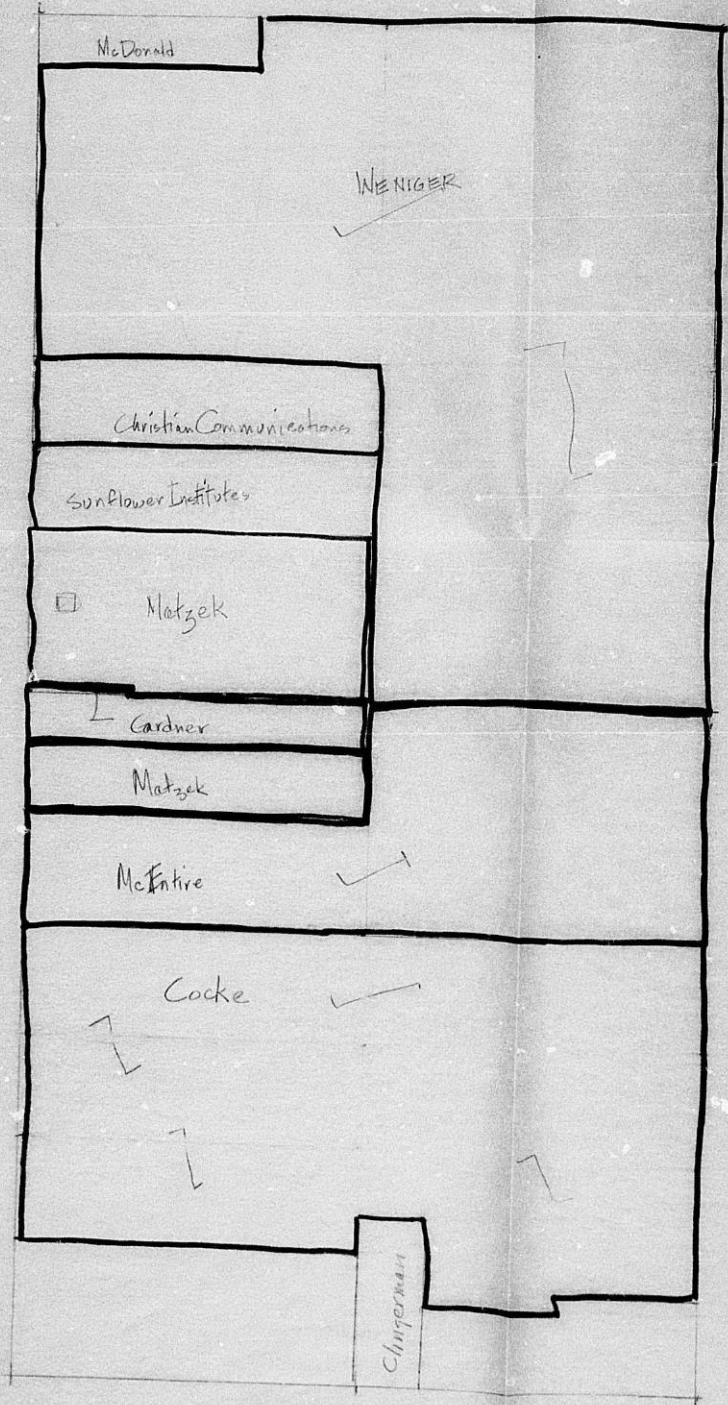 McDonald
WENIGER
Christian Communications
Sunflower Institutes
Matzek
Gardner
Matzek
McEntire
Cocke
Clingerman